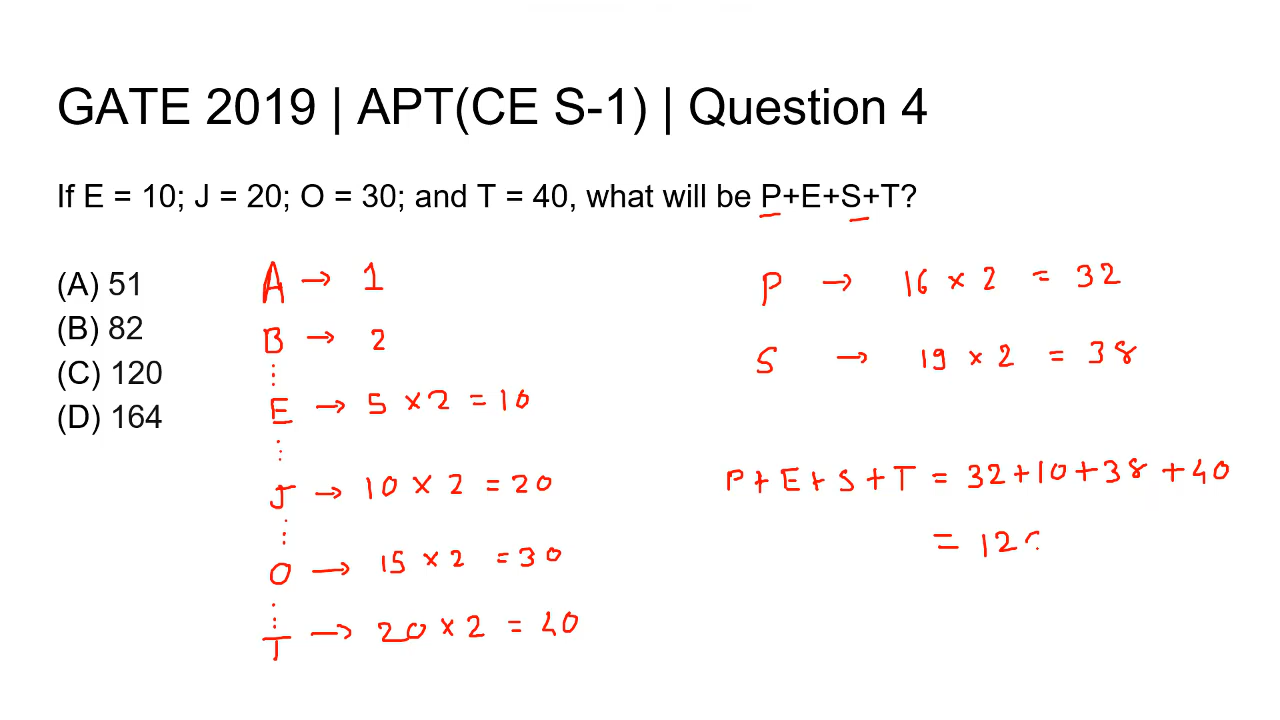 GATE 2019 | APT(CE S-1) | Question 4
If E = 10; J = 20; O = 30; and T = 40, what will be P+E+S+T?
(A) 51
(B) 82
(C) 120
(D) 164
A → 1
B → 2
⋮
E → 5 × 2 = 10
⋮
J → 10 × 2 = 20
⋮
O → 15 × 2 = 30
⋮
T → 20 × 2 = 40
P → 16 × 2 = 32
S → 19 × 2 = 38
P + E + S + T = 32 + 10 + 38 + 40
= 12